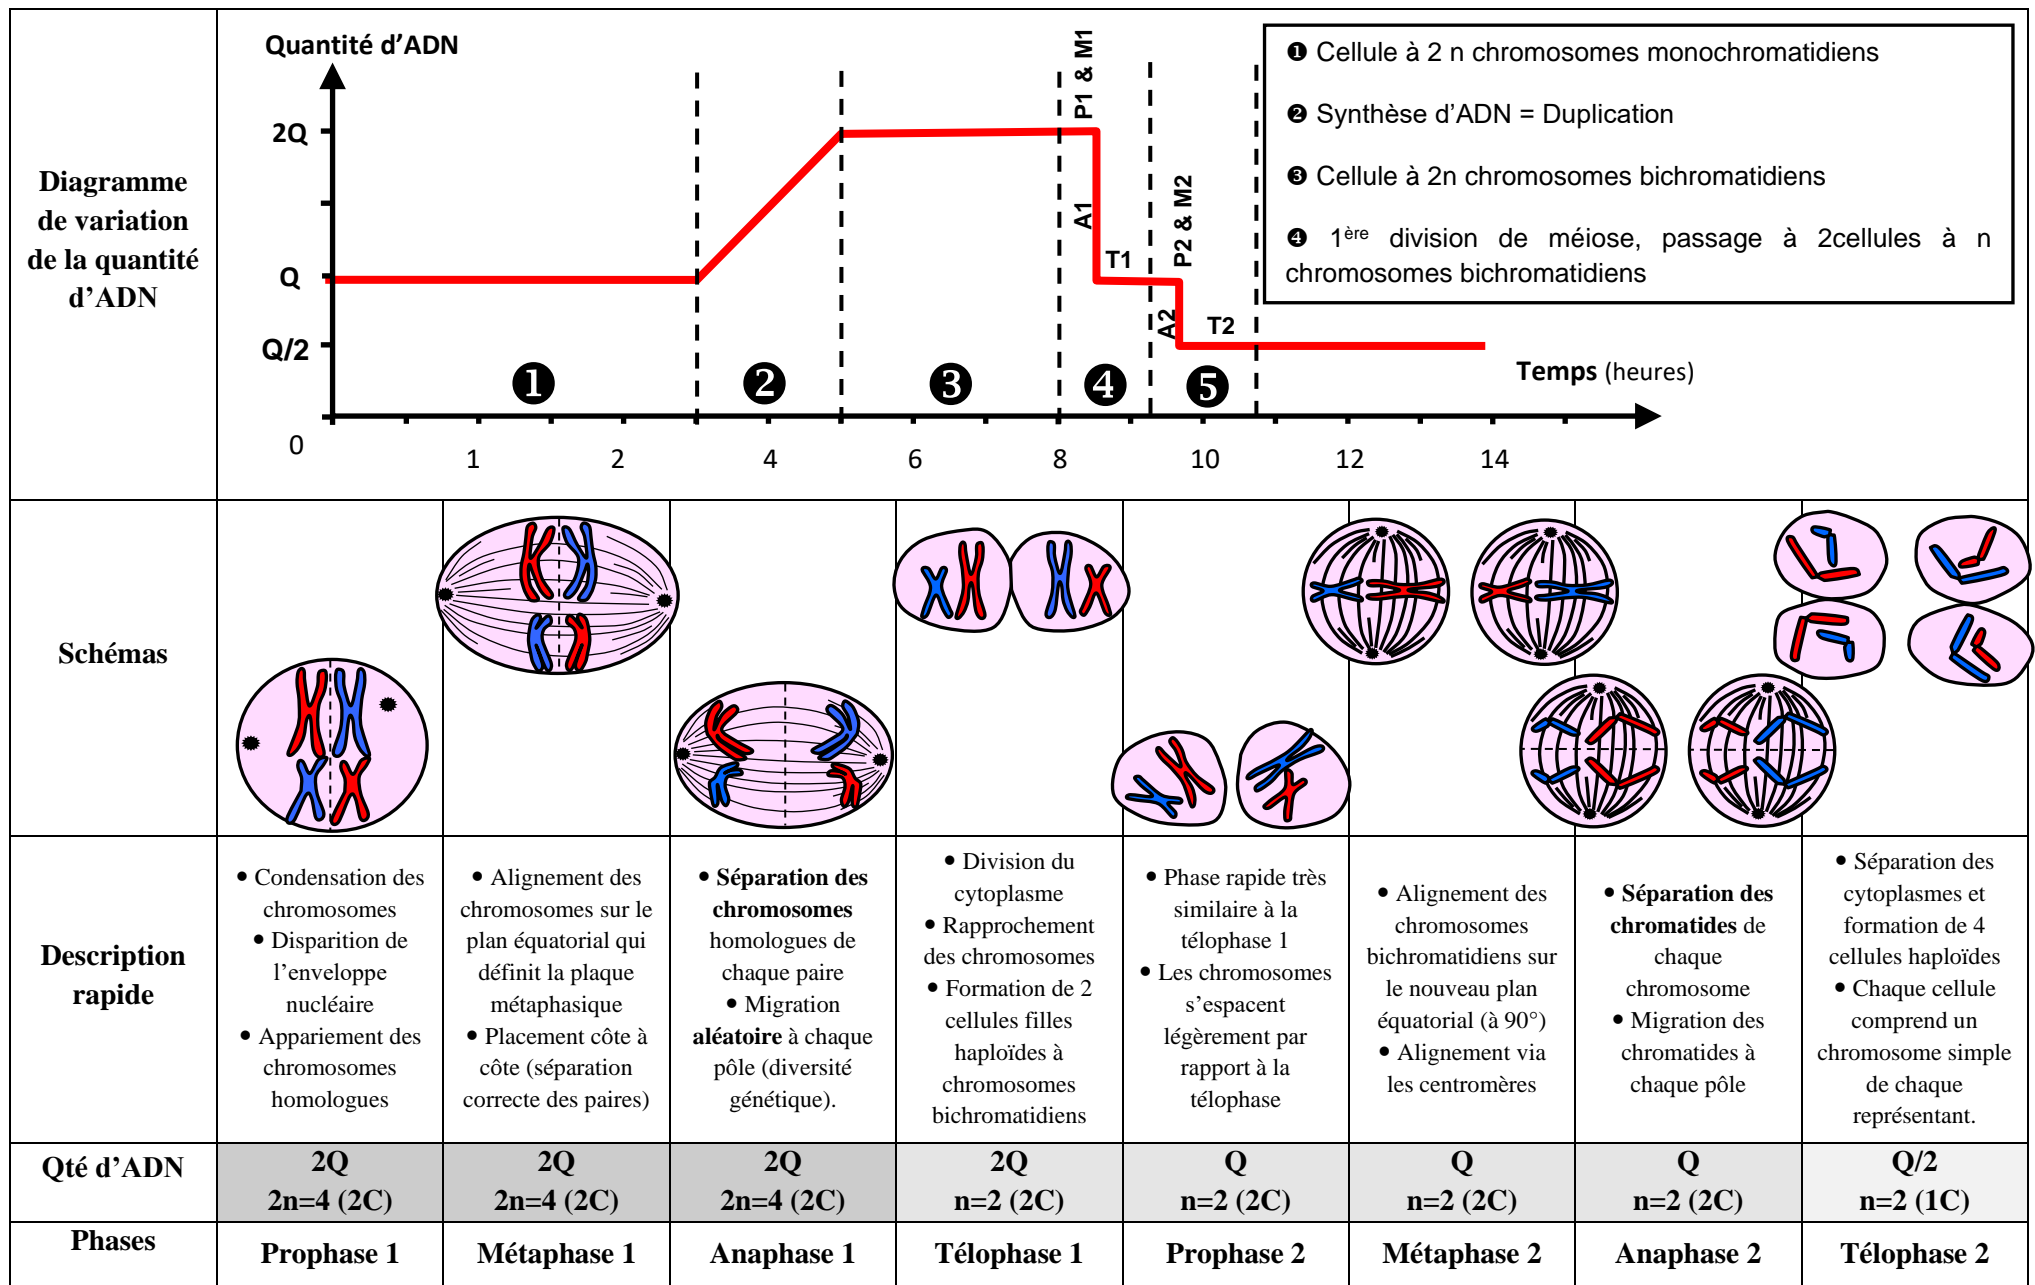 Diagramme
de variation
de la quantité
d’ADN
Quantité d’ADN
2Q
Q
Q/2
P1 & M1
A1
T1
P2 & M2
A2
T2
❶
❷
❸
❹
❺
Temps (heures)
0
1
2
4
6
8
10
12
14
❶ Cellule à 2 n chromosomes monochromatidiens
❷ Synthèse d’ADN = Duplication
❸ Cellule à 2n chromosomes bichromatidiens
❹ 1ère division de méiose, passage à 2cellules à n
chromosomes bichromatidiens
Schémas
Description
rapide
• Condensation des
chromosomes
• Disparition de
l’enveloppe
nucléaire
• Appariement des
chromosomes
homologues
• Alignement des
chromosomes sur le
plan équatorial qui
définit la plaque
métaphasique
• Placement côte à
côte (séparation
correcte des paires)
• Séparation des
chromosomes
homologues de
chaque paire
• Migration
aléatoire à chaque
pôle (diversité
génétique).
• Division du
cytoplasme
• Rapprochement
des chromosomes
• Formation de 2
cellules filles
haploïdes à
chromosomes
bichromatidiens
• Phase rapide très
similaire à la
télophase 1
• Les chromosomes
s’espacent
légèrement par
rapport à la
télophase
• Alignement des
chromosomes
bichromatidiens sur
le nouveau plan
équatorial (à 90°)
• Alignement via
les centromères
• Séparation des
chromatides de
chaque
chromosome
• Migration des
chromatides à
chaque pôle
• Séparation des
cytoplasmes et
formation de 4
cellules haploïdes
• Chaque cellule
comprend un
chromosome simple
de chaque
représentant.
Qté d’ADN
2Q
2n=4 (2C)
2Q
2n=4 (2C)
2Q
2n=4 (2C)
2Q
n=2 (2C)
Q
n=2 (2C)
Q
n=2 (2C)
Q
n=2 (2C)
Q/2
n=2 (1C)
Phases
Prophase 1
Métaphase 1
Anaphase 1
Télophase 1
Prophase 2
Métaphase 2
Anaphase 2
Télophase 2